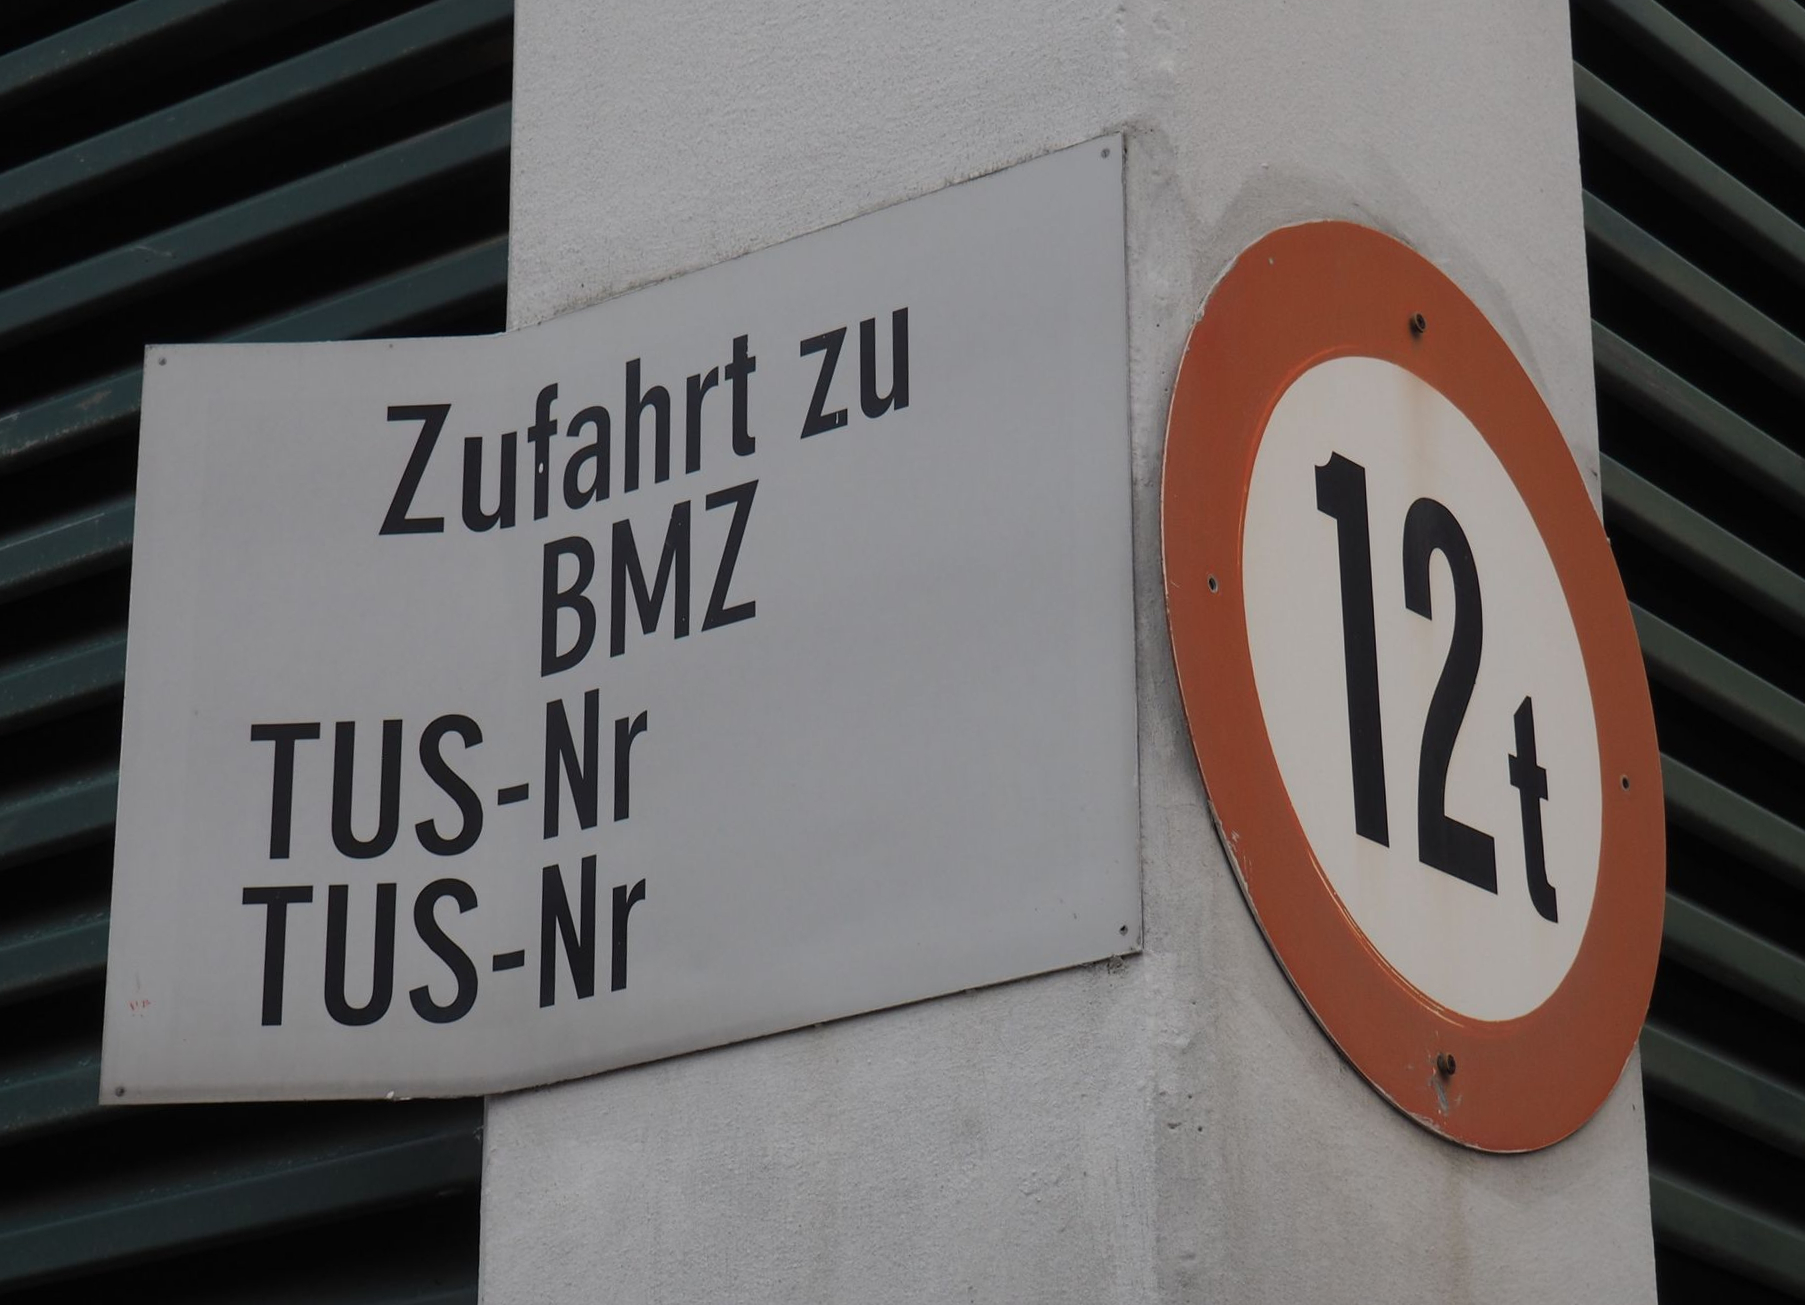 Zufahrt zu
BMZ
TUS-Nr
TUS-Nr
12t